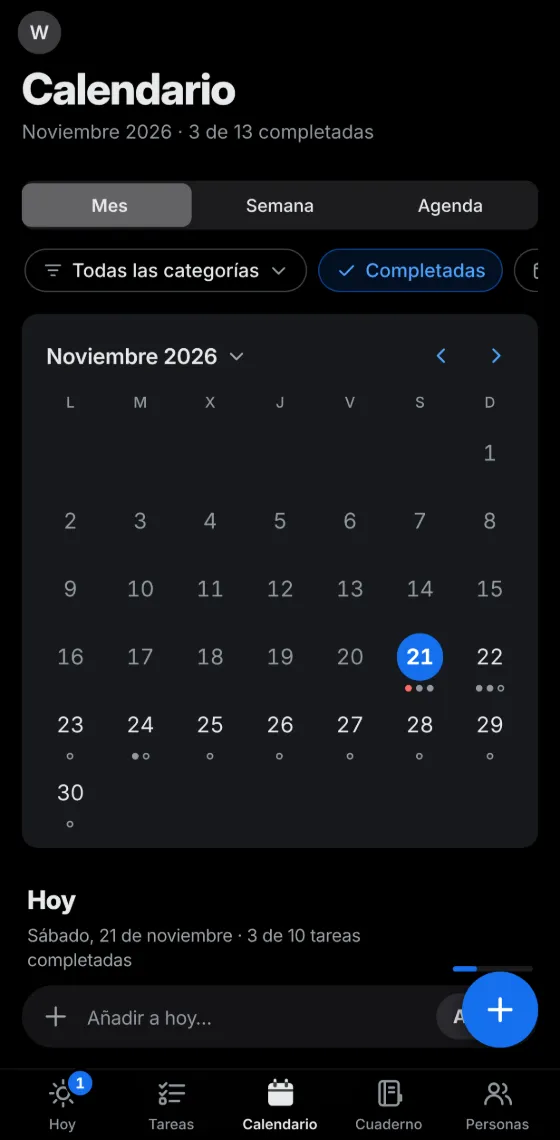 W
Calendario
Noviembre 2026 · 3 de 13 completadas
Mes Semana Agenda
Todas las categorías Completadas
Noviembre 2026
L M X J V S D
1
2 3 4 5 6 7 8
9 10 11 12 13 14 15
16 17 18 19 20 21 22
23 24 25 26 27 28 29
30
Hoy
Sábado, 21 de noviembre · 3 de 10 tareas
completadas
Añadir a hoy...
1
Hoy Tareas Calendario Cuaderno Personas